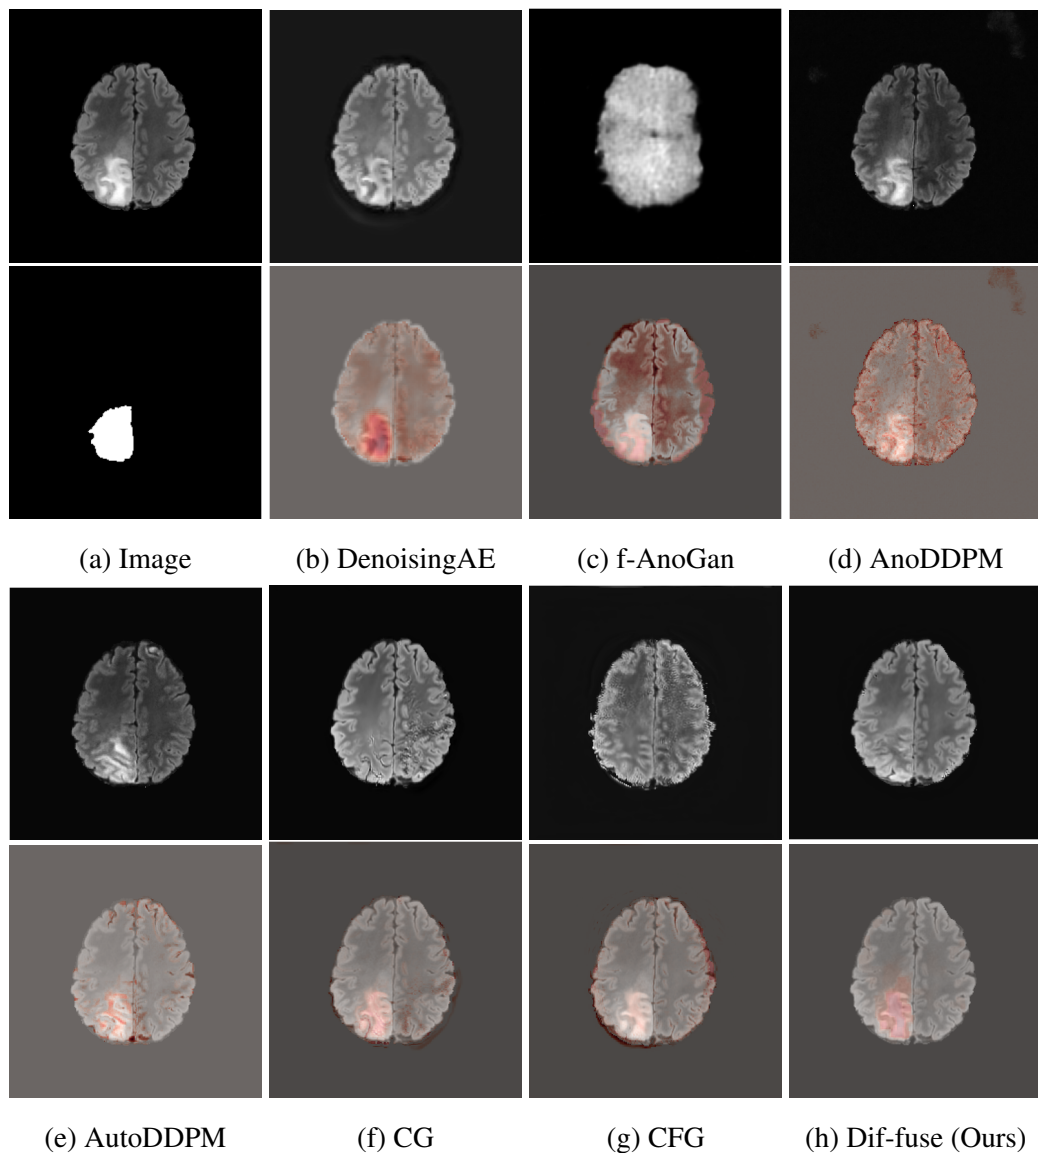 (a) Image (b) DenoisingAE (c) f-AnoGan (d) AnoDDPM
(e) AutoDDPM (f) CG (g) CFG (h) Dif-fuse (Ours)